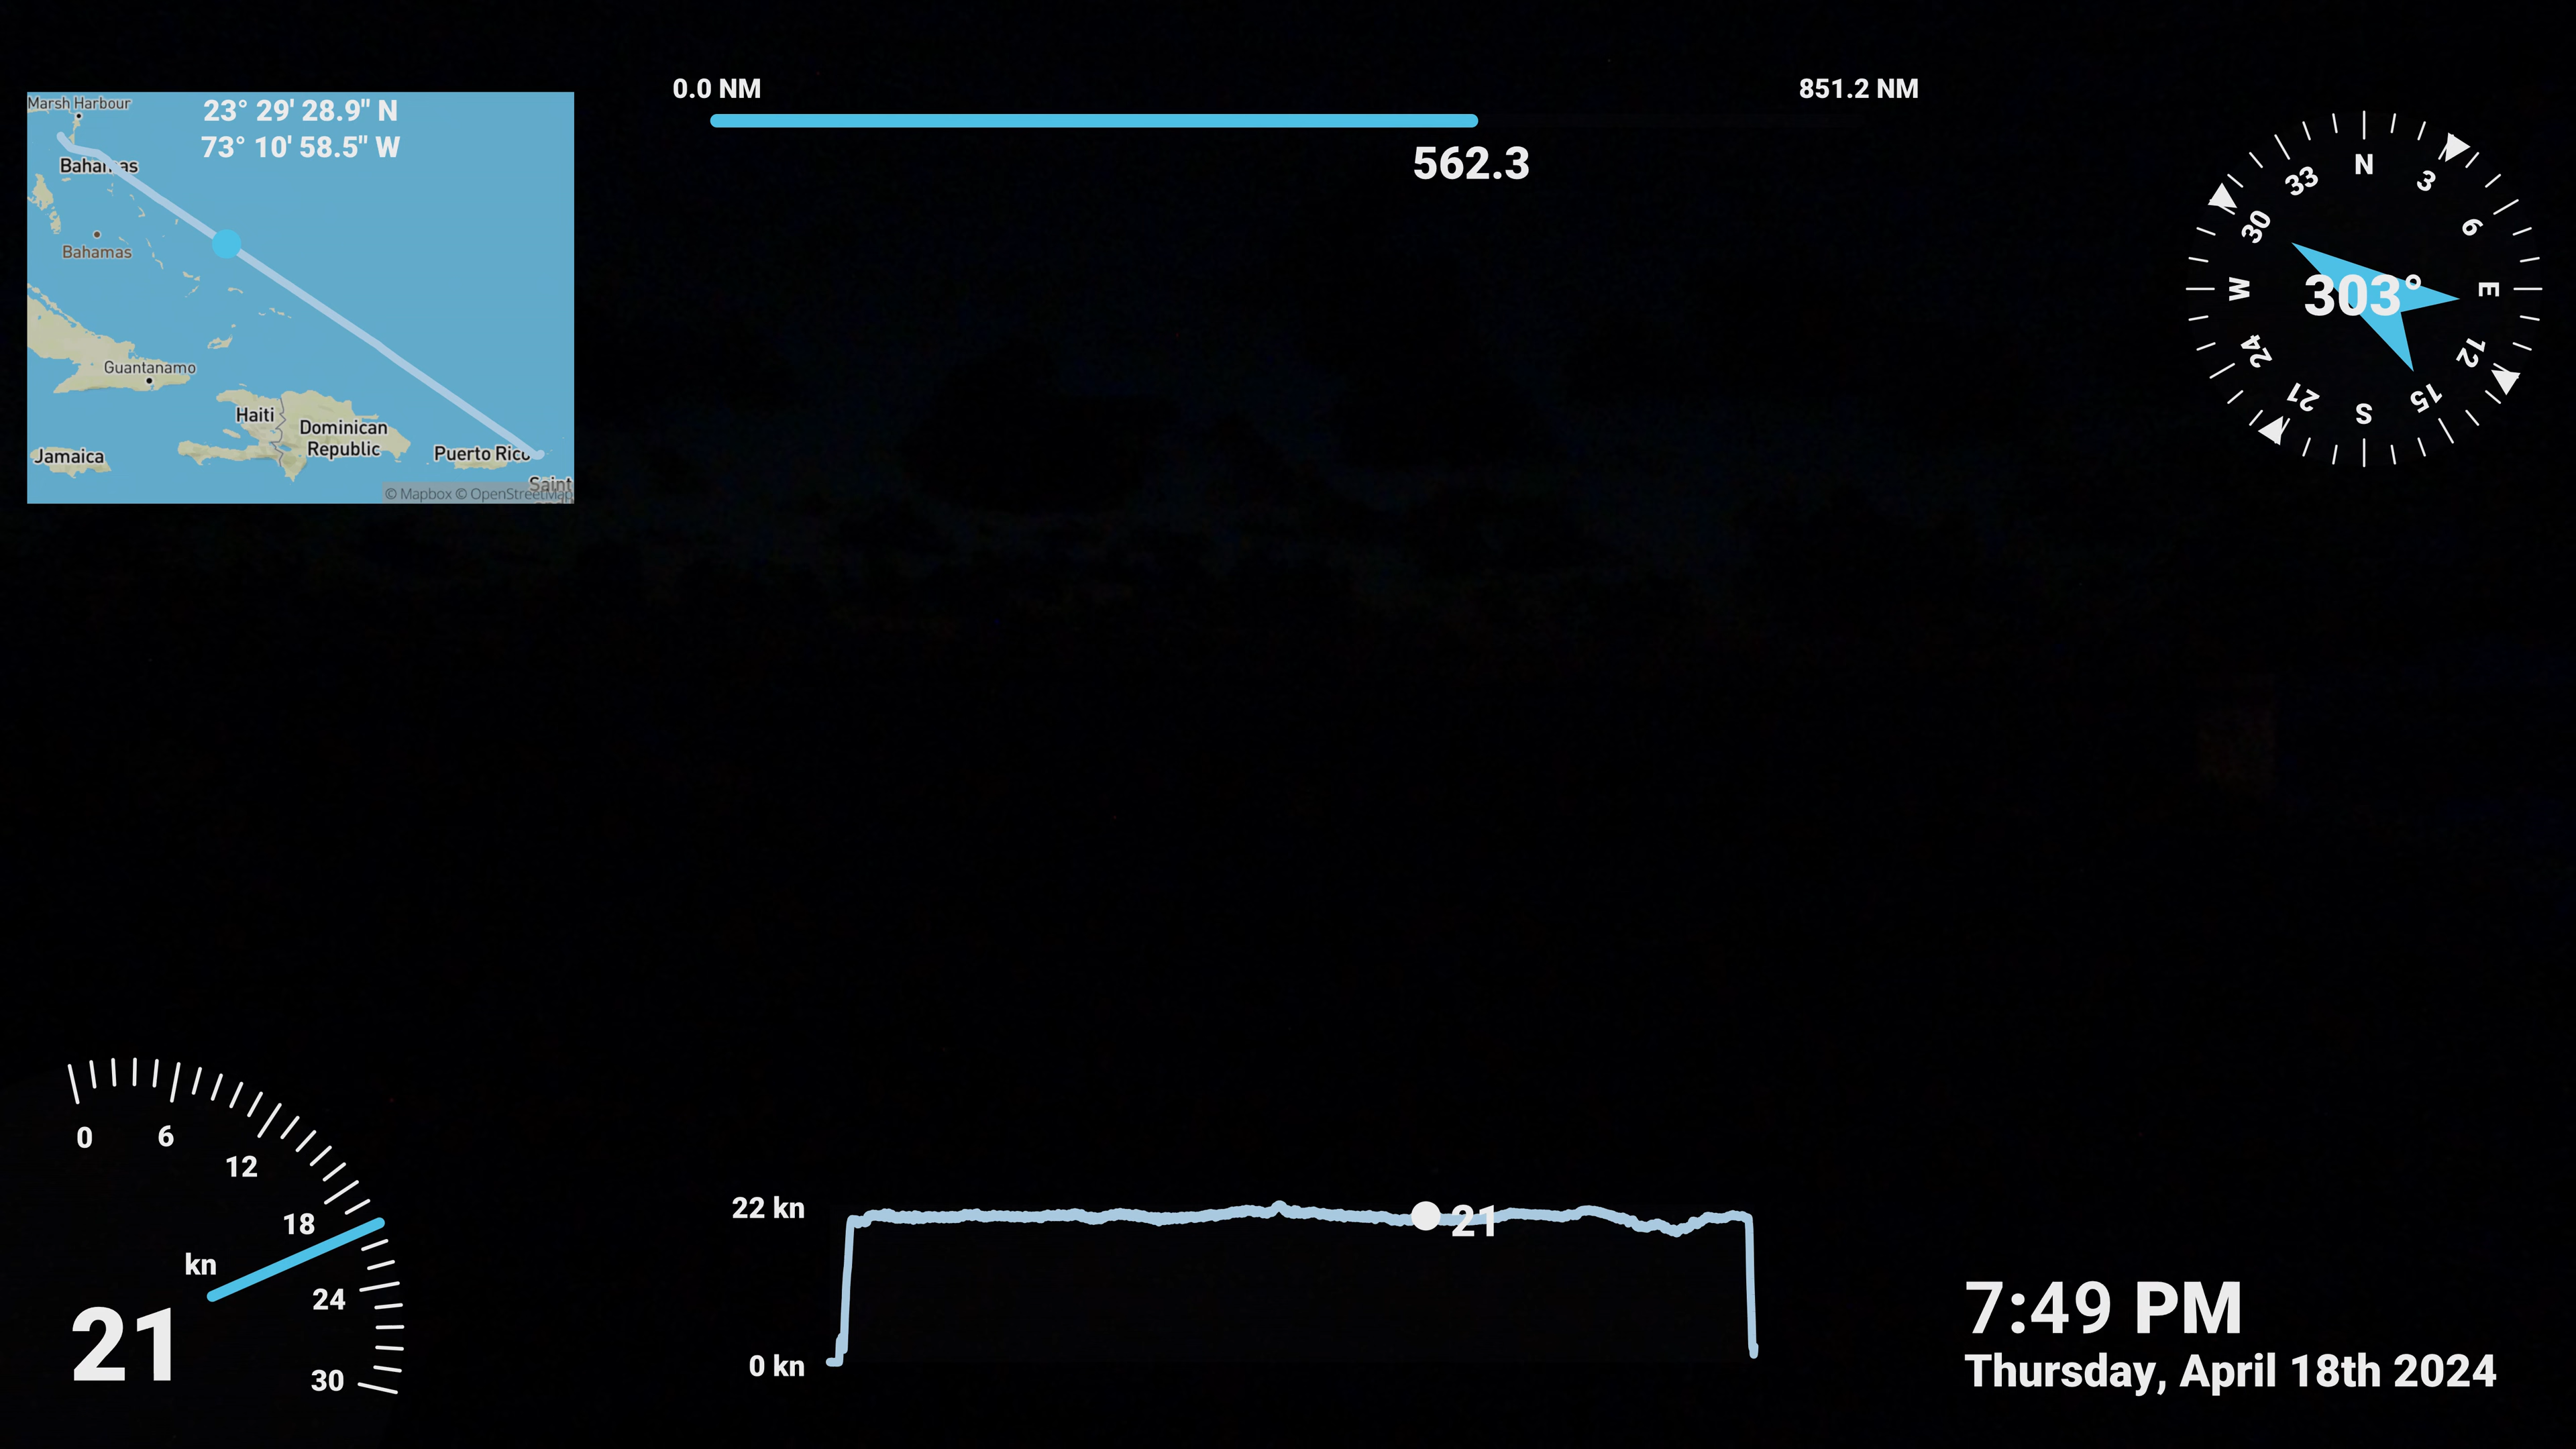 Marsh Harbour
23° 29' 28.9" N
73° 10' 58.5" W
Bahamas
Bahamas
Guantanamo
Haiti
Dominican
Republic
Jamaica
Puerto Rico
Saint
© Mapbox © OpenStreetMap
0.0 NM
851.2 NM
562.3
N
3
6
E
12
15
S
21
24
W
30
33
303°
0
6
12
18
24
30
kn
21
22 kn
21
0 kn
7:49 PM
Thursday, April 18th 2024